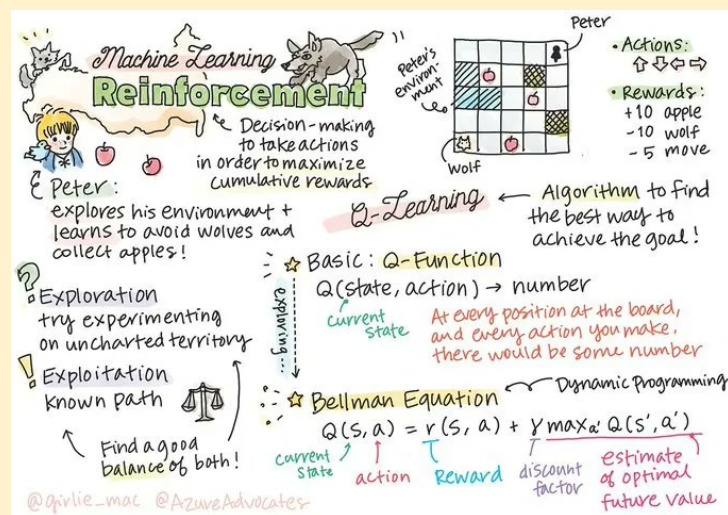 Machine Learning
Reinforcement
Decision-making
to take actions
in order to maximize
cumulative rewards
Peter:
explores his environment +
learns to avoid wolves and
collect apples!
Peter's
environ-
ment
Peter
Wolf
• Actions:
⇧ ⇩ ⇦ ⇨
• Rewards:
+10 apple
-10 wolf
-5 move
Q-Learning
Algorithm to find
the best way to
achieve the goal!
? Exploration
try experimenting
on uncharted territory
! Exploitation
known path
Find a good
balance of both!
exploring...
☆ Basic: Q-Function
Q(state, action) → number
current
state
At every position at the board,
and every action you make,
there would be some number
☆ Bellman Equation
Dynamic Programming
Q(s, a) = r(s, a) + γ maxₐ' Q(s', a')
current
state
action
Reward
discount
factor
estimate
of optimal
future value
@girlie_mac @AzureAdvocates